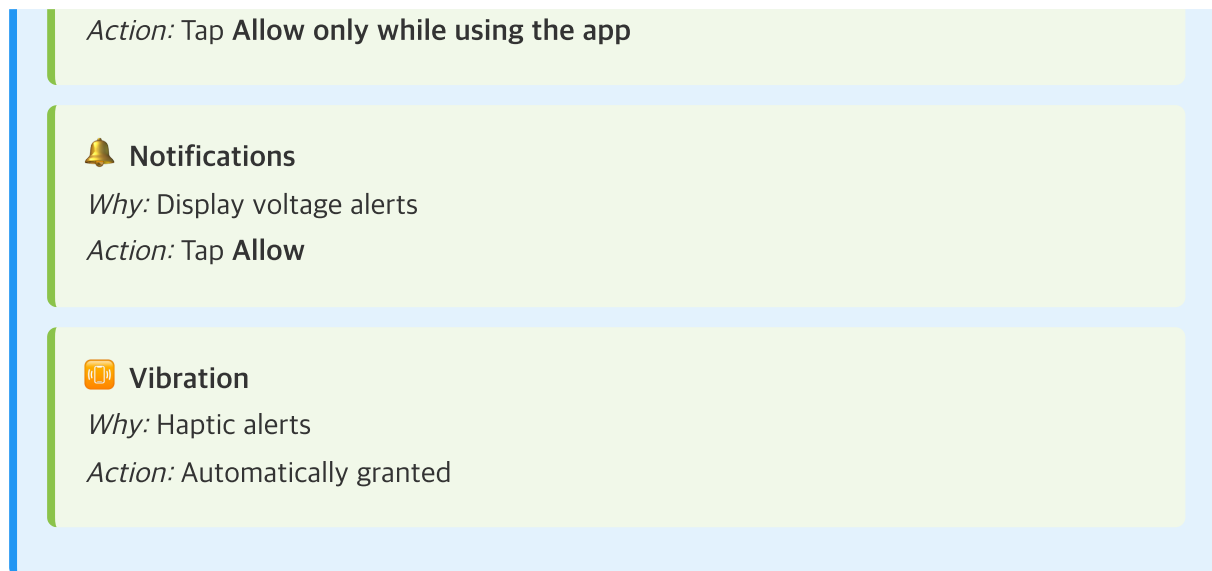 Action: Tap Allow only while using the app
🔔 Notifications
Why: Display voltage alerts
Action: Tap Allow
📳 Vibration
Why: Haptic alerts
Action: Automatically granted